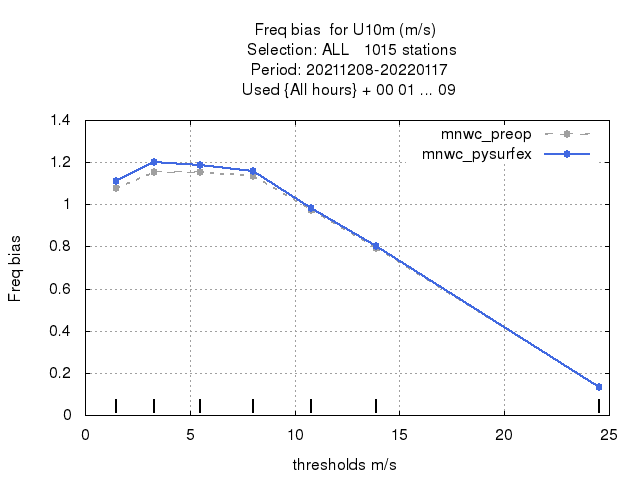 Freq bias  for U10m (m/s)
Selection: ALL   1015 stations
Period: 20211208-20220117
Used {All hours} + 00 01 ... 09
mnwc_preop
mnwc_pysurfex
1.4
1.2
1
0.8
0.6
0.4
0.2
0
Freq bias
0 5 10 15 20 25
thresholds m/s